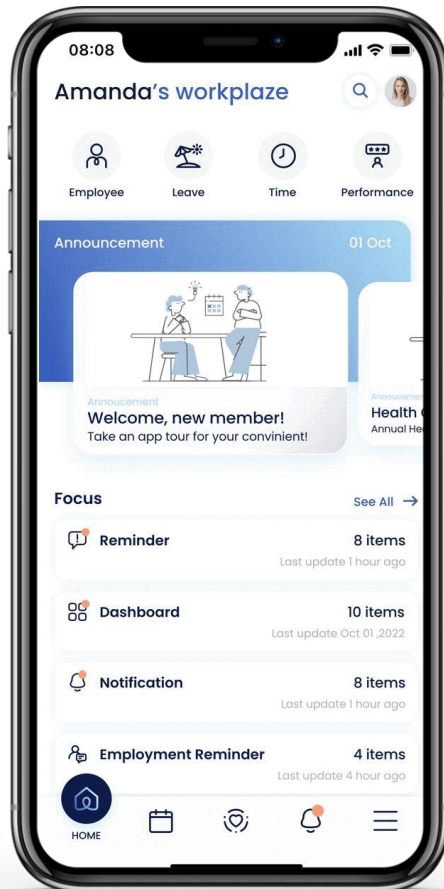 08:08
Amanda's workplaze
Employee Leave Time Performance
Announcement 01 Oct
Annoucement
Welcome, new member!
Take an app tour for your convinient!
Annoucement
Health
Annual He
Focus
See All →
Reminder 8 items
Last update 1 hour ago
Dashboard 10 items
Last update Oct 01 ,2022
Notification 8 items
Last update 1 hour ago
Employment Reminder 4 items
Last update 4 hour ago
HOME